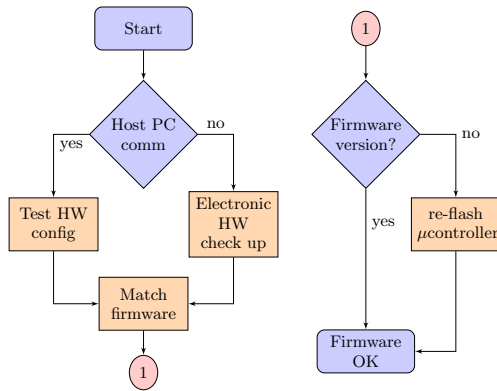 Start
Host PC
comm
yes
no
Test HW
config
Electronic
HW
check up
Match
firmware
1
1
Firmware
version?
no
yes
re-flash
μcontroller
Firmware
OK